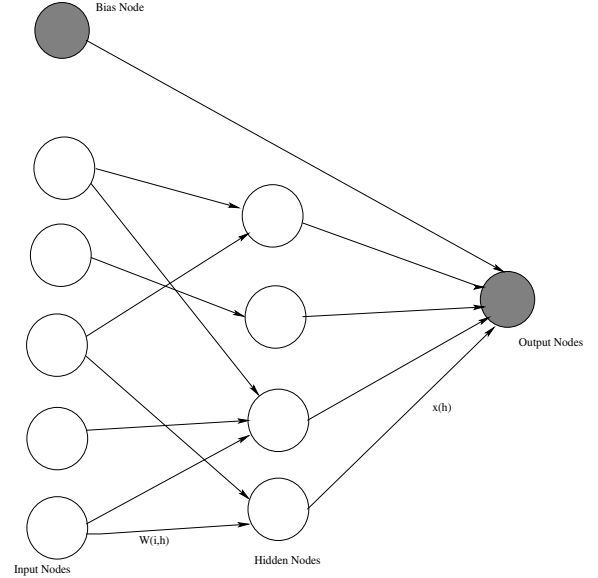 Bias Node
Output Nodes
x(h)
W(i,h)
Hidden Nodes
Input Nodes